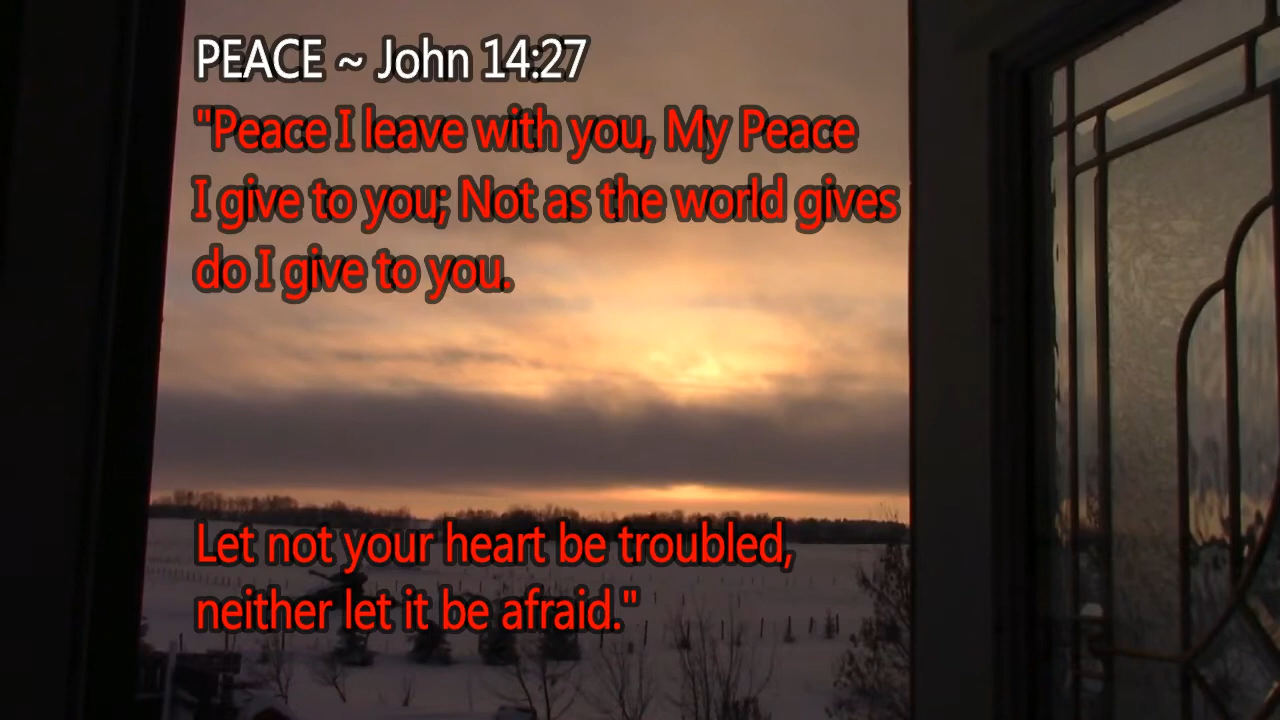 PEACE ~ John 14:27
"Peace I leave with you, My Peace
I give to you; Not as the world gives
do I give to you.
Let not your heart be troubled,
neither let it be afraid."